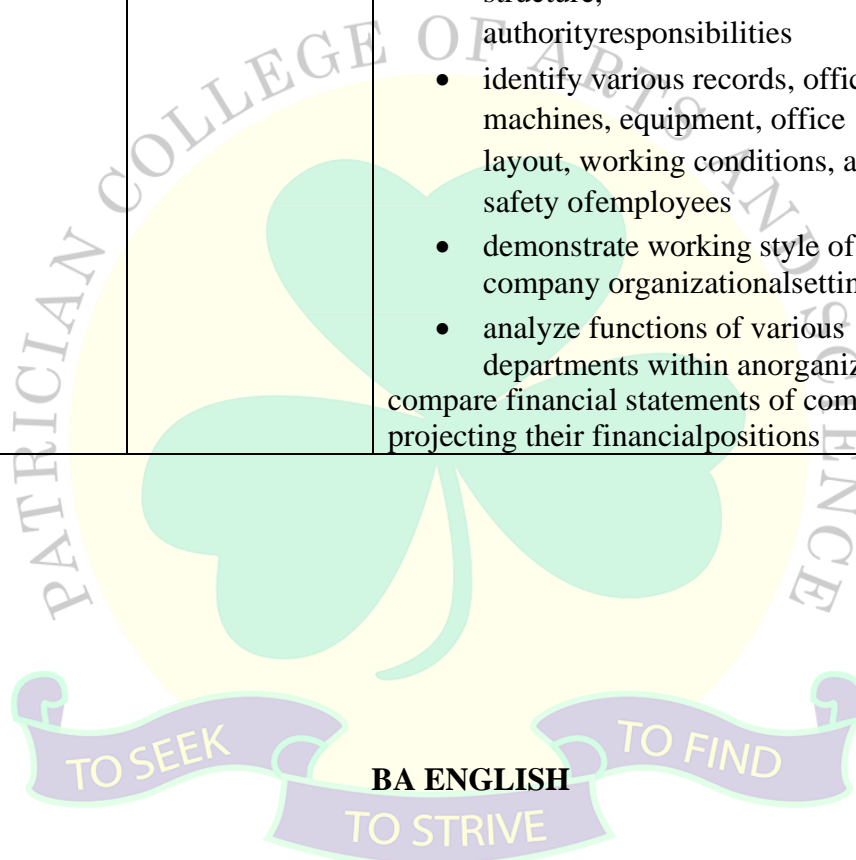 structure,
authorityresponsibilities
identify various records, offic
machines, equipment, office
layout, working conditions, a
safety ofemployees
demonstrate working style of
company organizationalsettin
analyze functions of various
departments within anorganiz
compare financial statements of com
projecting their financialpositions
PATRICIAN COLLEGE OF ARTS AND SCIENCE
TO SEEK
TO FIND
BA ENGLISH
TO STRIVE